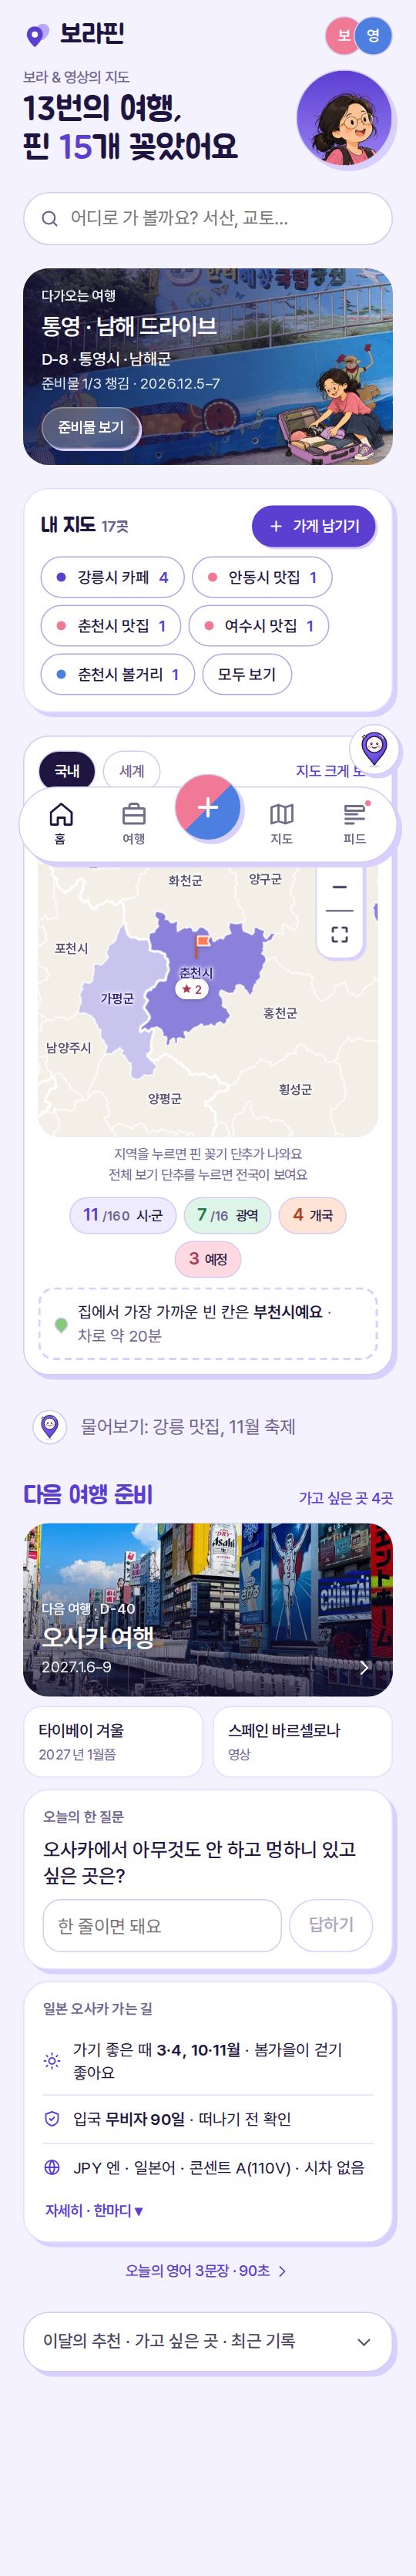 보라핀
보 영
보라 & 영상의 지도
13번의 여행,
핀 15개 꽂았어요
어디로 가 볼까요? 서산, 교토...
다가오는 여행
통영 · 남해 드라이브
D-8 · 통영시 · 남해군
준비물 1/3 챙김 · 2026.12.5–7
준비물 보기
내 지도 17곳
+ 가게 남기기
강릉시 카페 4
안동시 맛집 1
춘천시 맛집 1
여수시 맛집 1
춘천시 볼거리 1
모두 보기
국내
세계
지도 크게 보
홈
여행
지도
피드
화천군
양구군
포천시
춘천시
★ 2
가평군
홍천군
남양주시
횡성군
양평군
지역을 누르면 핀 꽂기 단추가 나와요
전체 보기 단추를 누르면 전국이 보여요
11 /160 시·군
7 /16 광역
4 개국
3 예정
집에서 가장 가까운 빈 칸은 부천시예요 ·
차로 약 20분
물어보기: 강릉 맛집, 11월 축제
다음 여행 준비
가고 싶은 곳 4곳
Asahi
다음 여행 · D-40
오사카 여행
2027.1.6–9
타이베이 겨울
2027년 1월쯤
스페인 바르셀로나
영상
오늘의 한 질문
오사카에서 아무것도 안 하고 멍하니 있고
싶은 곳은?
한 줄이면 돼요
답하기
일본 오사카 가는 길
가기 좋은 때 3·4, 10·11월 · 봄가을이 걷기
좋아요
입국 무비자 90일 · 떠나기 전 확인
JPY 엔 · 일본어 · 콘센트 A(110V) · 시차 없음
자세히 · 한마디 ▾
오늘의 영어 3문장 · 90초
이달의 추천 · 가고 싶은 곳 · 최근 기록